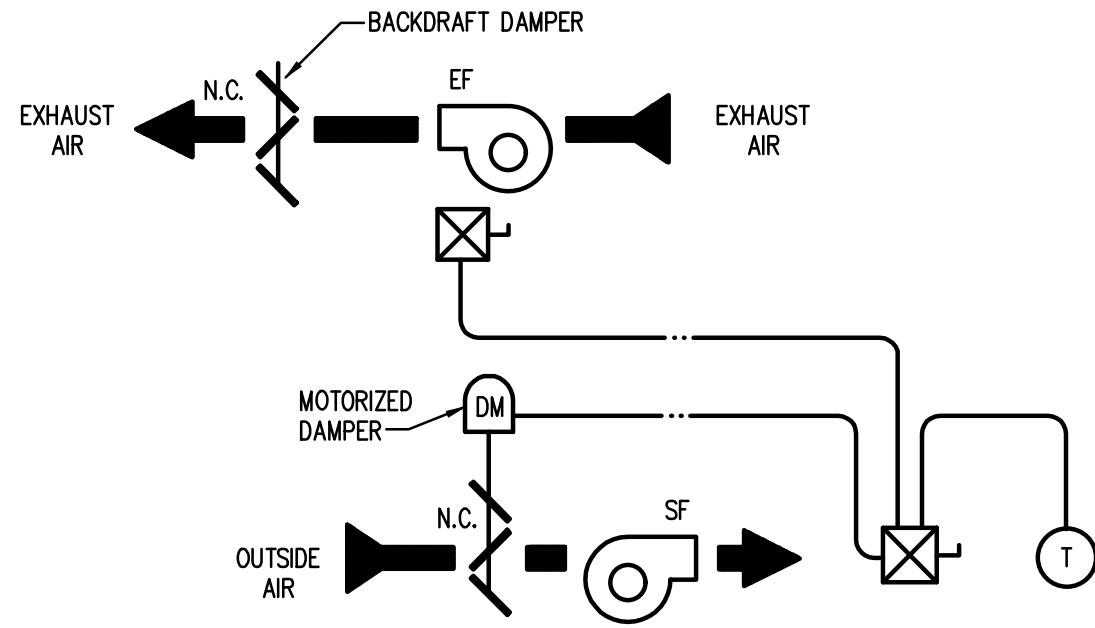 BACKDRAFT DAMPER
N.C.
EF
EXHAUST
AIR
EXHAUST
AIR
MOTORIZED
DAMPER
DM
N.C.
SF
OUTSIDE
AIR
T